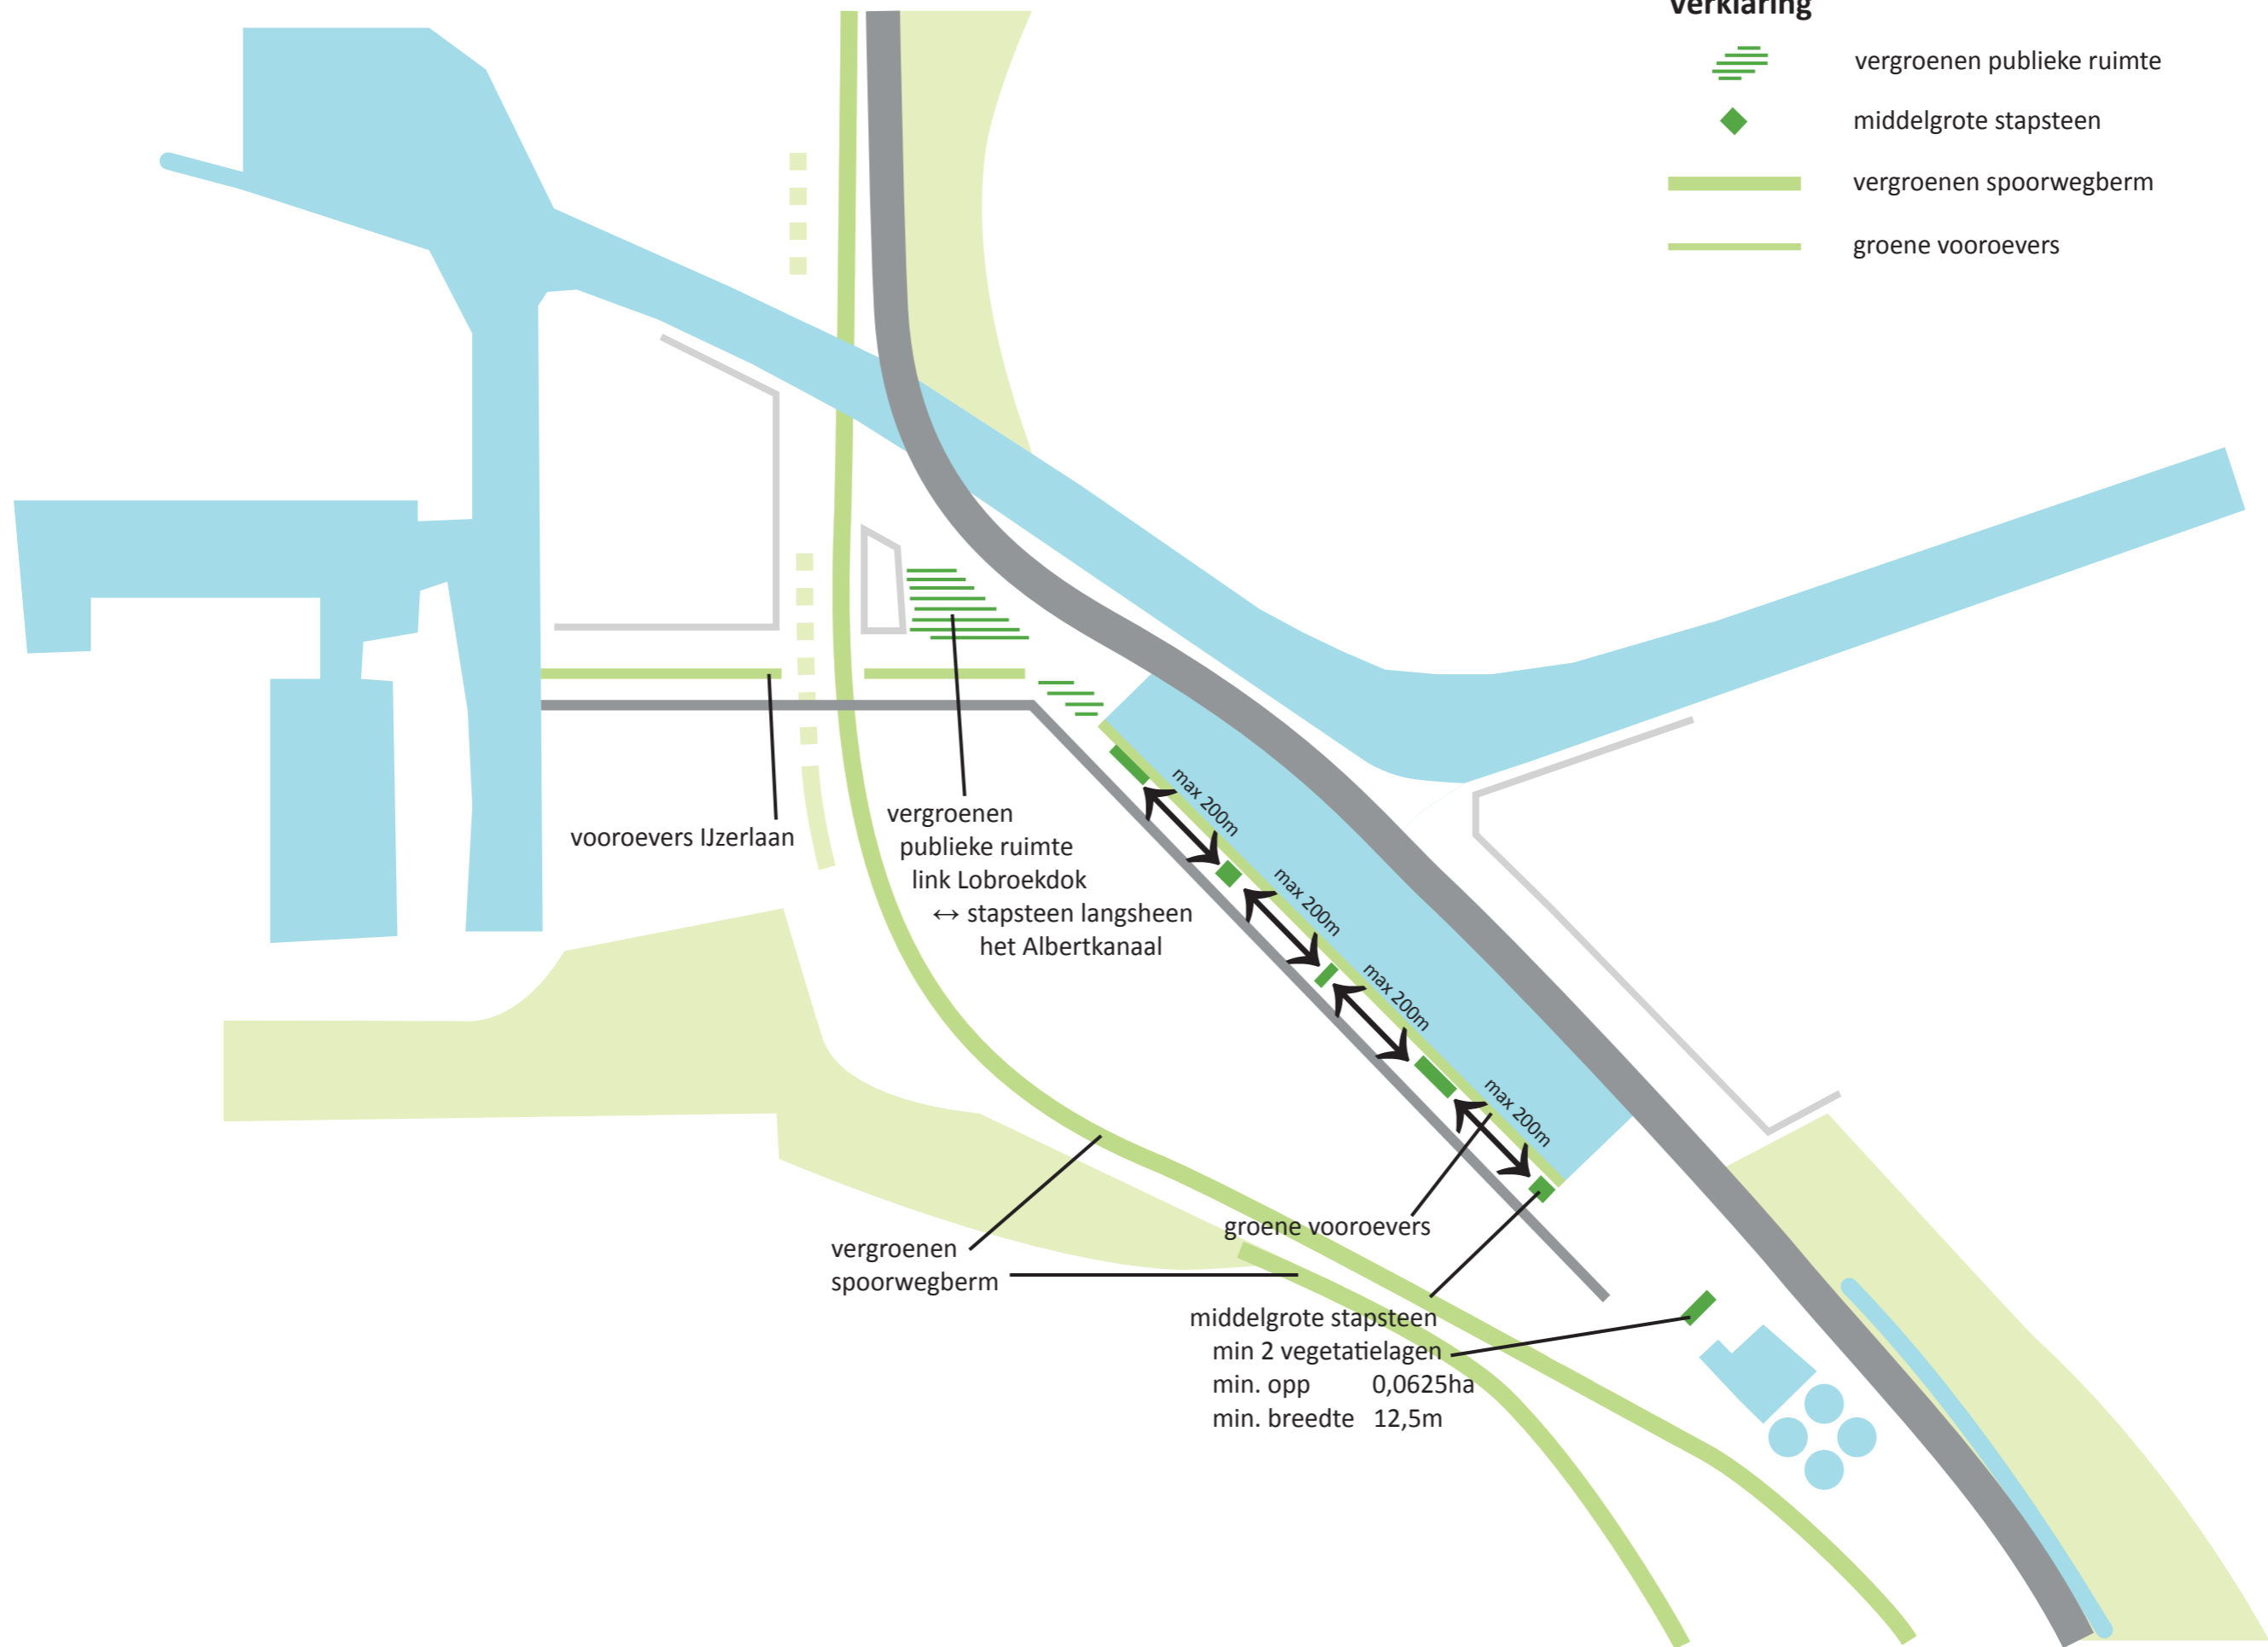 Verklaring
vergroenen publieke ruimte
middelgrote stapsteen
vergroenen spoorwegberm
groene vooroevers
vooroevers IJzerlaan
vergroenen
publieke ruimte
link Lobroekdok
↔ stapsteen langsheen
het Albertkanaal
max 200m
max 200m
max 200m
max 200m
groene vooroevers
vergroenen
spoorwegberm
middelgrote stapsteen
min 2 vegetatielagen
min. opp 0,0625ha
min. breedte 12,5m